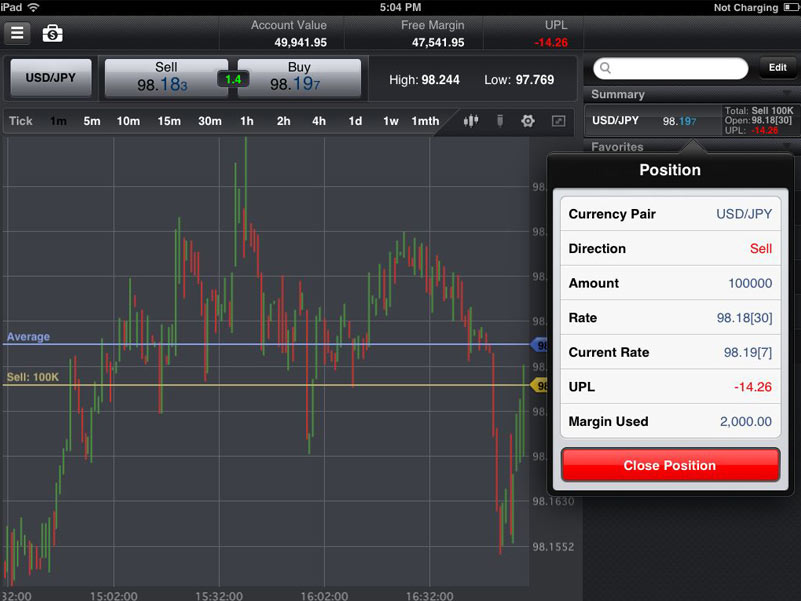 iPad 5:04 PM Not Charging
Account Value Free Margin UPL
49,941.95 47,541.95 -14.26
USD/JPY
Sell
98.183
1.4
Buy
98.197
High: 98.244 Low: 97.769
Edit
Tick 1m 5m 10m 15m 30m 1h 2h 4h 1d 1w 1mth
Summary
USD/JPY 98.197
Total: Sell 100K
Open: 98.18[30]
UPL: -14.26
Favorites
Position
Currency Pair USD/JPY
Direction Sell
Amount 100000
Rate 98.18[30]
Current Rate 98.19[7]
UPL -14.26
Margin Used 2,000.00
Close Position
Average
Sell: 100K
98.1630
98.1552
32:00 15:02:00 15:32:00 16:02:00 16:32:00